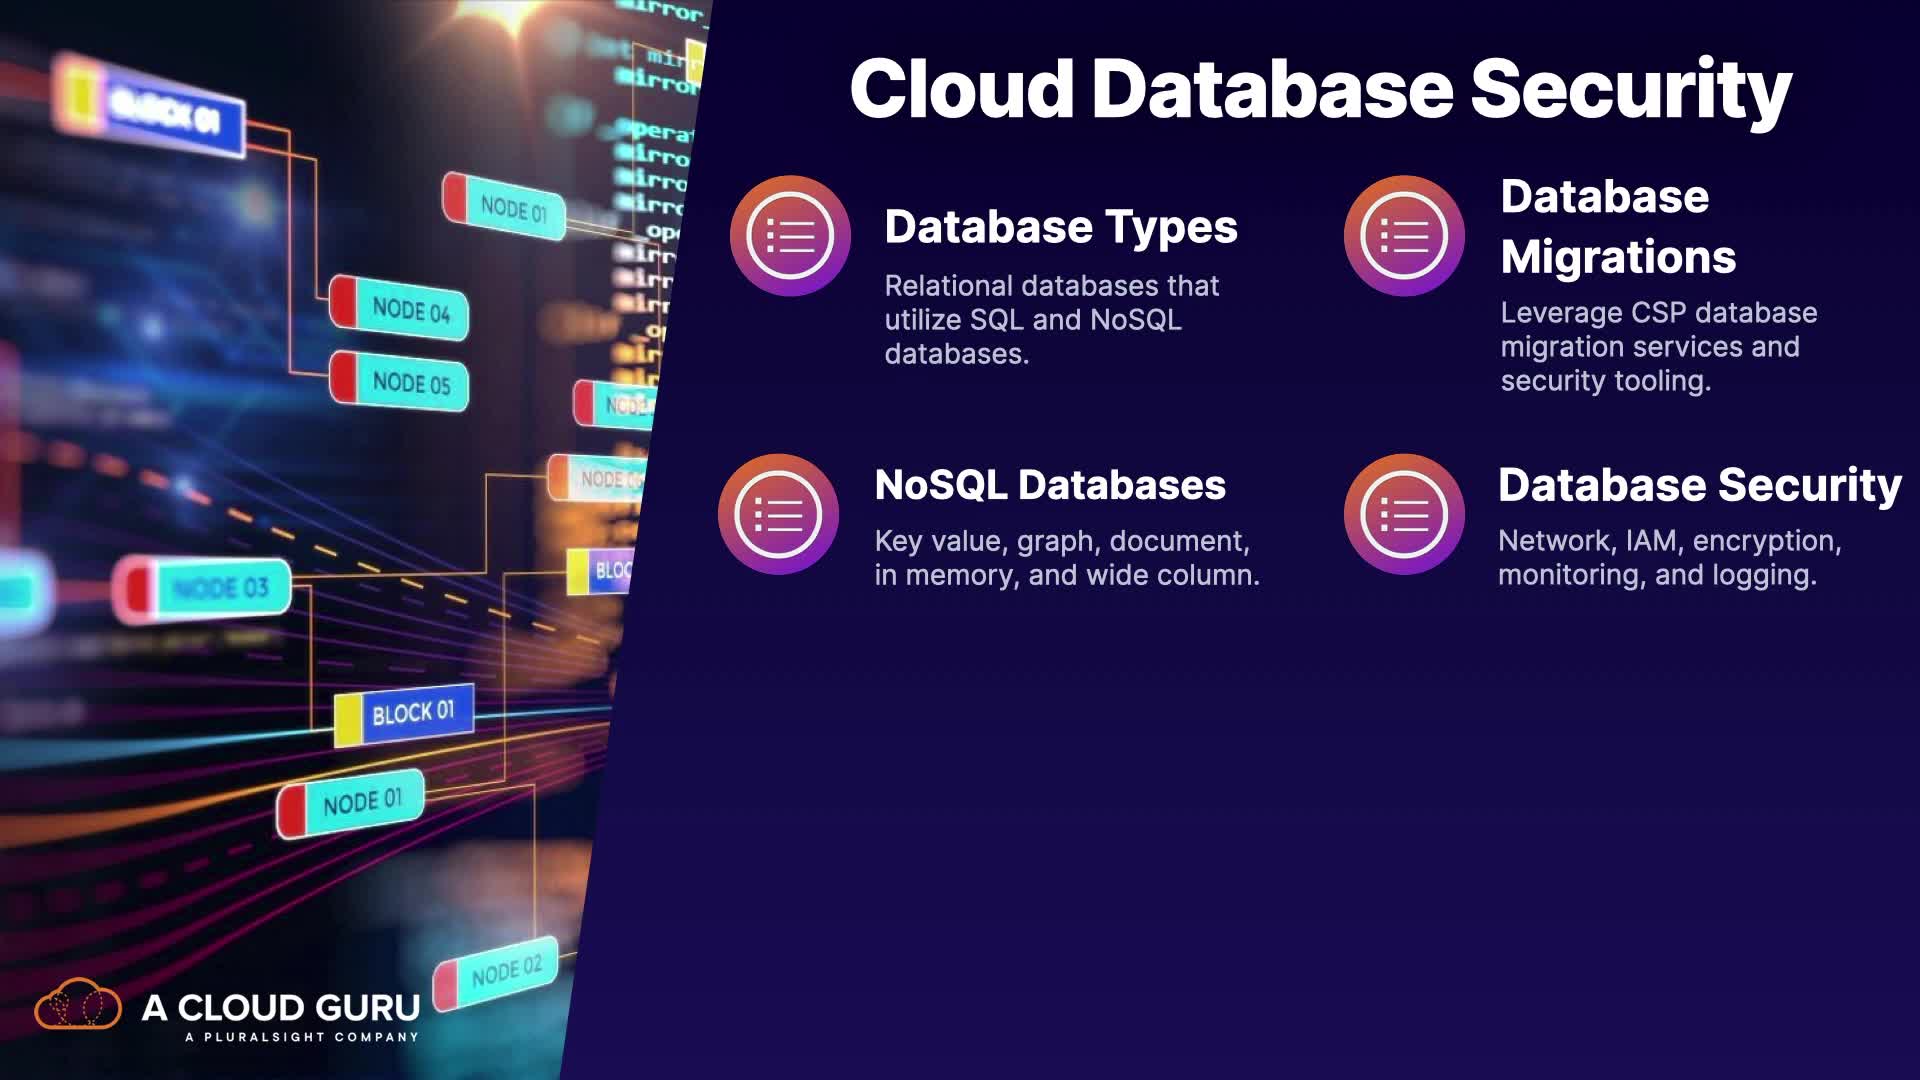 Cloud Database Security
Database Types
Relational databases that
utilize SQL and NoSQL
databases.
Database
Migrations
Leverage CSP database
migration services and
security tooling.
NoSQL Databases
Key value, graph, document,
in memory, and wide column.
Database Security
Network, IAM, encryption,
monitoring, and logging.
BLOCK 01
NODE 01
NODE 04
NODE 05
NODE 03
BLOCK 01
NODE 01
NODE 02
A CLOUD GURU
A PLURALSIGHT COMPANY